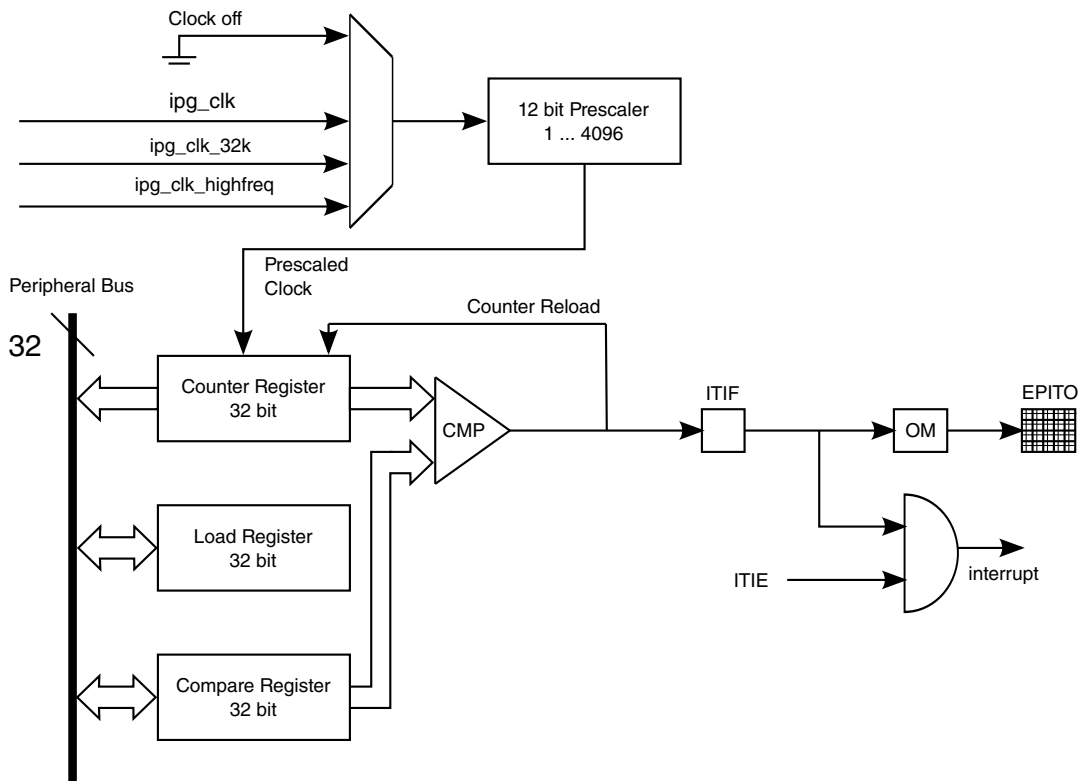 Clock off
ipg_clk
ipg_clk_32k
ipg_clk_highfreq
12 bit Prescaler
1 ... 4096
Prescaled
Clock
Peripheral Bus
32
Counter Reload
Counter Register
32 bit
CMP
ITIF
OM
EPITO
Load Register
32 bit
ITIE
interrupt
Compare Register
32 bit